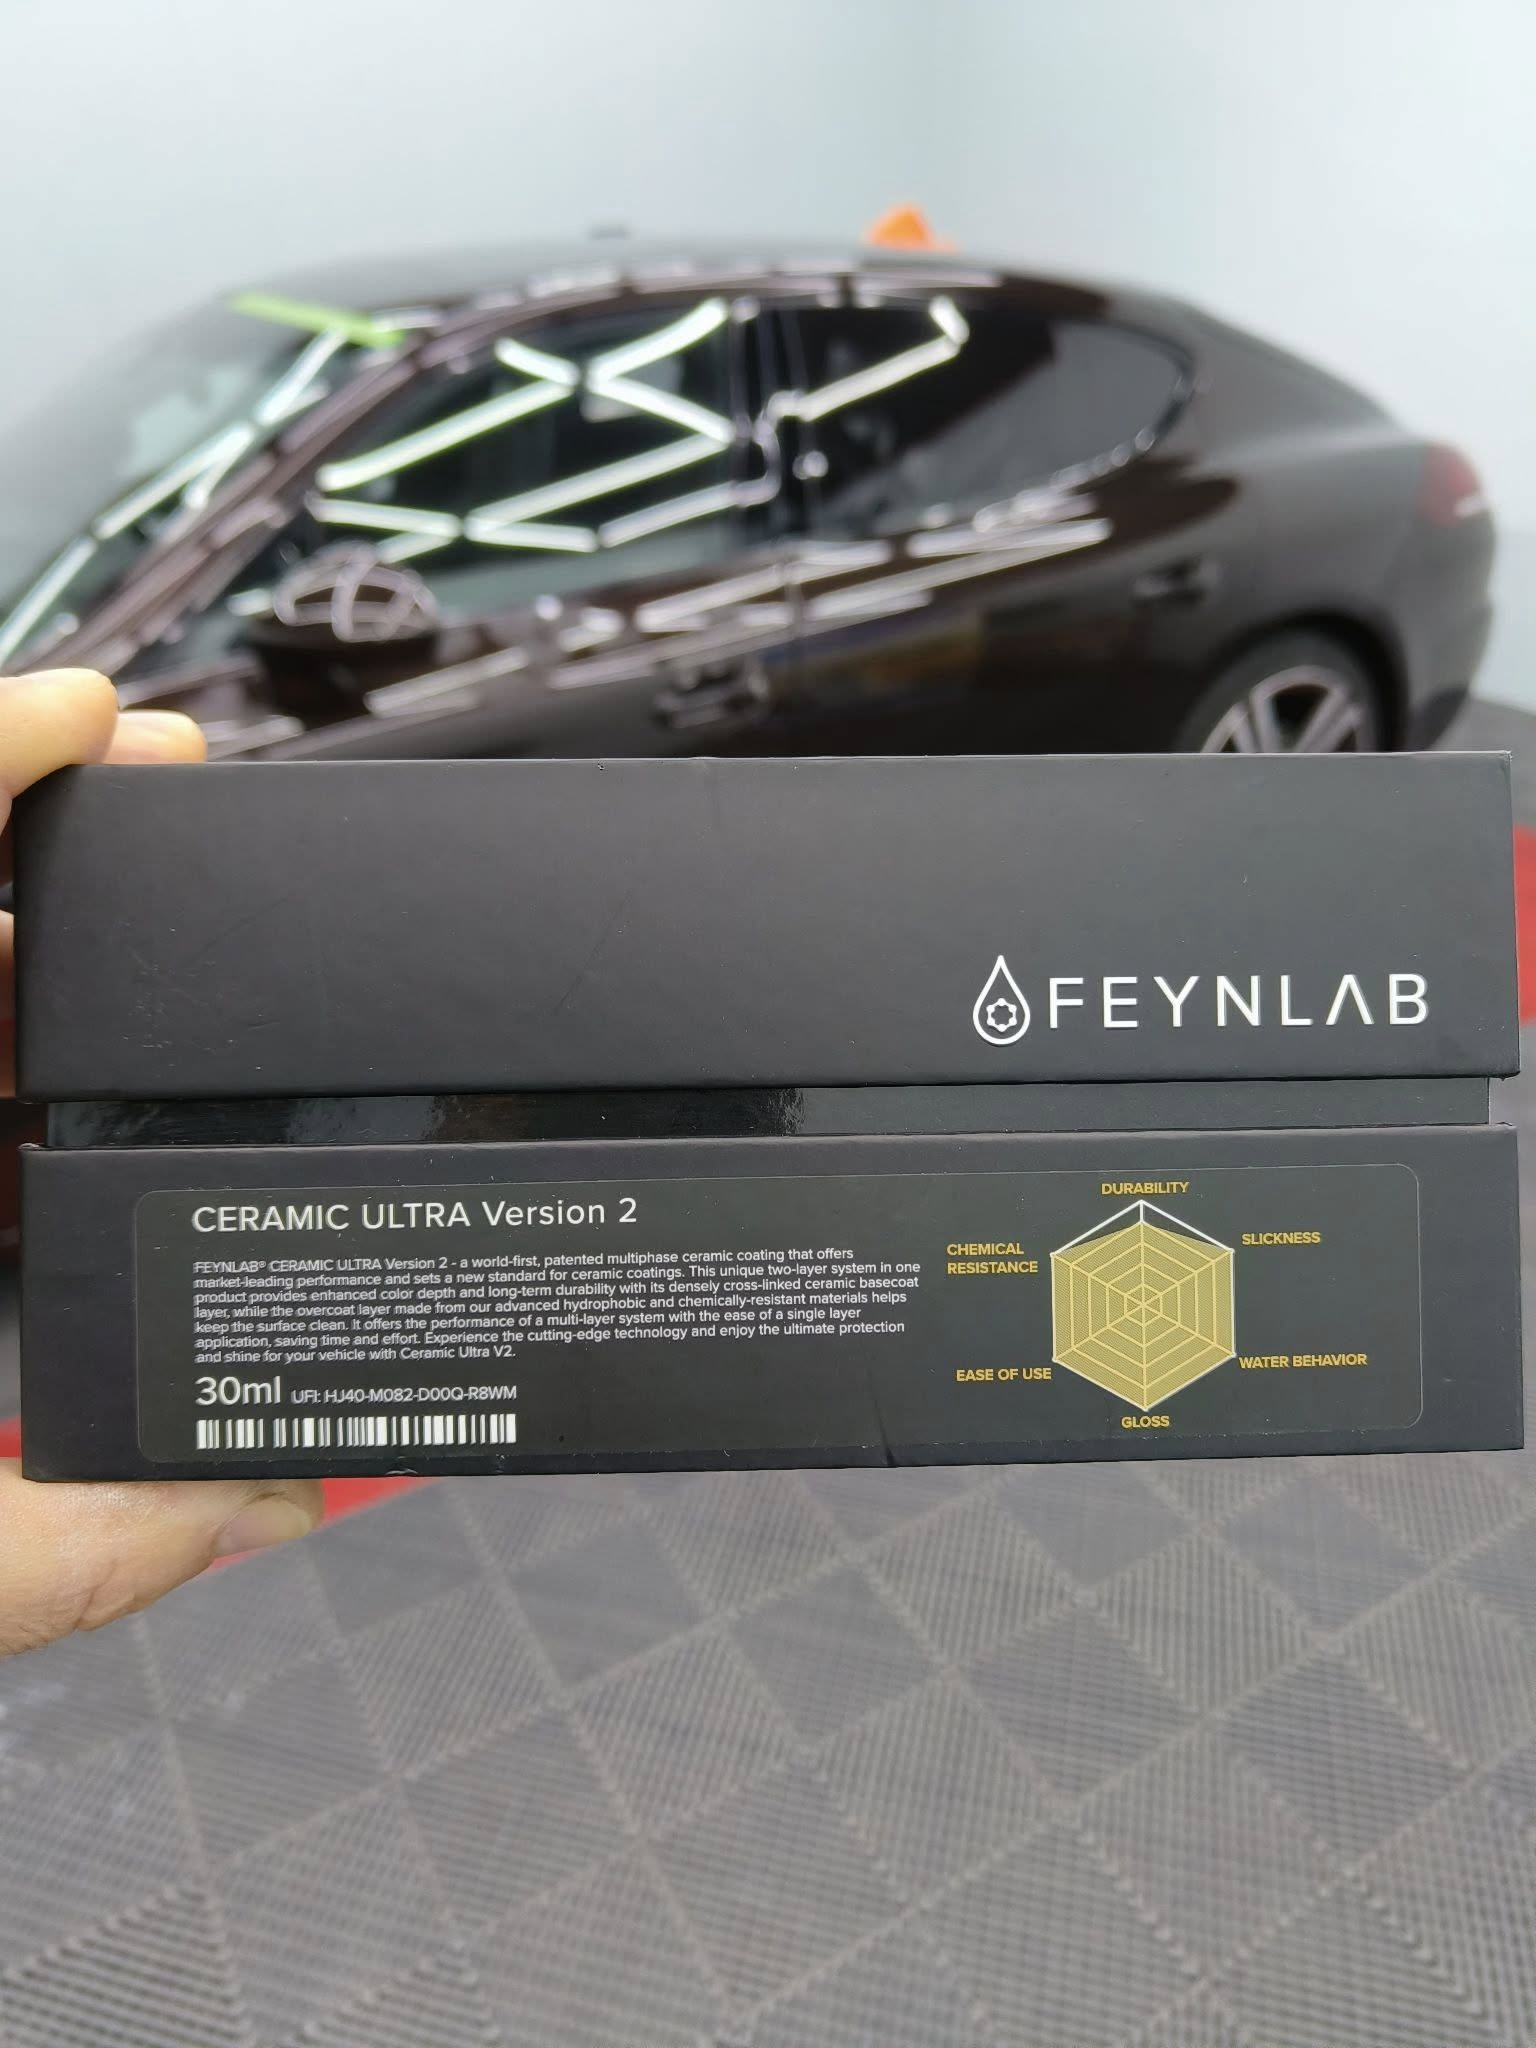 FEYNLAB
CERAMIC ULTRA Version 2
FEYNLAB® CERAMIC ULTRA Version 2 - a world-first, patented multiphase ceramic coating that offers
market-leading performance and sets a new standard for ceramic coatings. This unique two-layer system in one
product provides enhanced color depth and long-term durability with its densely cross-linked ceramic basecoat
layer, while the overcoat layer made from our advanced hydrophobic and chemically-resistant materials helps
keep the surface clean. It offers the performance of a multi-layer system with the ease of a single layer
application, saving time and effort. Experience the cutting-edge technology and enjoy the ultimate protection
and shine for your vehicle with Ceramic Ultra V2.
30ml UFI: HJ40-M082-D00Q-R8WM
DURABILITY
SLICKNESS
CHEMICAL
RESISTANCE
WATER BEHAVIOR
EASE OF USE
GLOSS